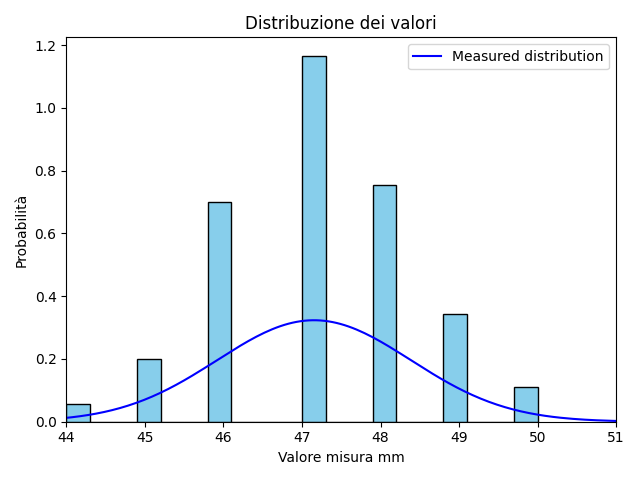 Distribuzione dei valori
Measured distribution
Probabilità
1.2
1.0
0.8
0.6
0.4
0.2
0.0
44 45 46 47 48 49 50 51
Valore misura mm